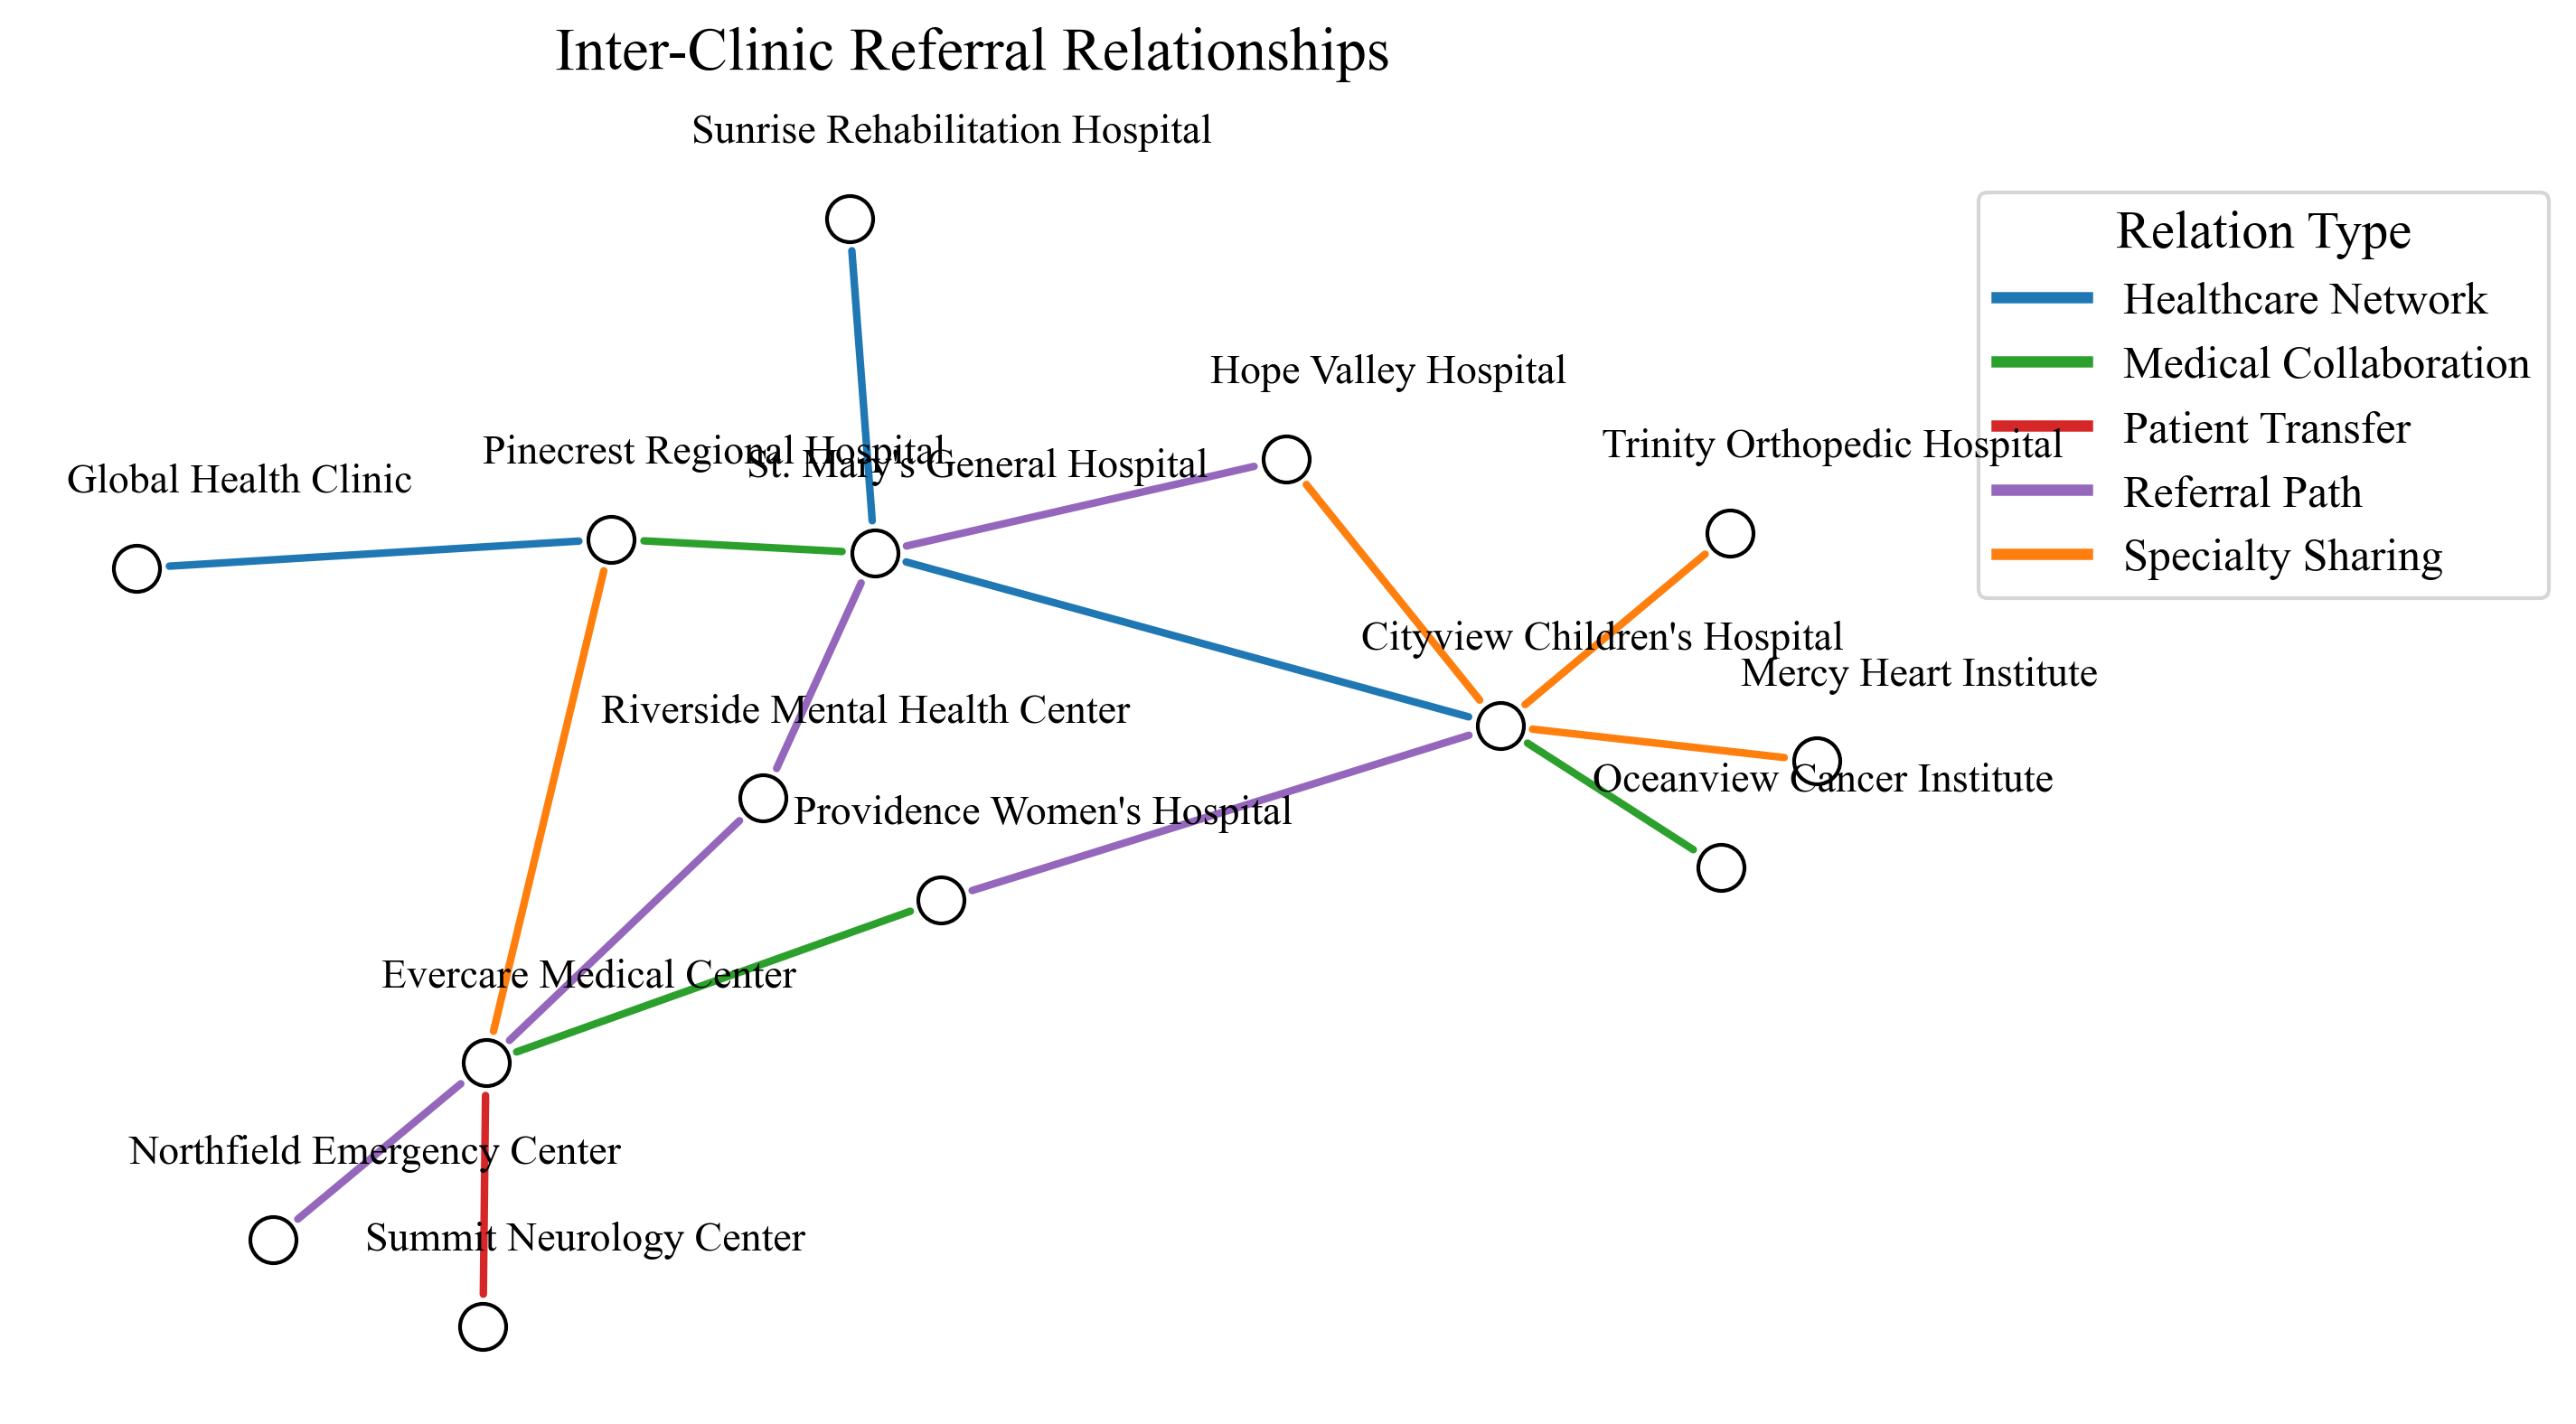 Inter-Clinic Referral Relationships
Sunrise Rehabilitation Hospital
Hope Valley Hospital
Pinecrest Regional Hospital
St. Mary's General Hospital
Global Health Clinic
Trinity Orthopedic Hospital
Cityview Children's Hospital
Mercy Heart Institute
Riverside Mental Health Center
Oceanview Cancer Institute
Providence Women's Hospital
Evercare Medical Center
Northfield Emergency Center
Summit Neurology Center
Relation Type
Healthcare Network
Medical Collaboration
Patient Transfer
Referral Path
Specialty Sharing